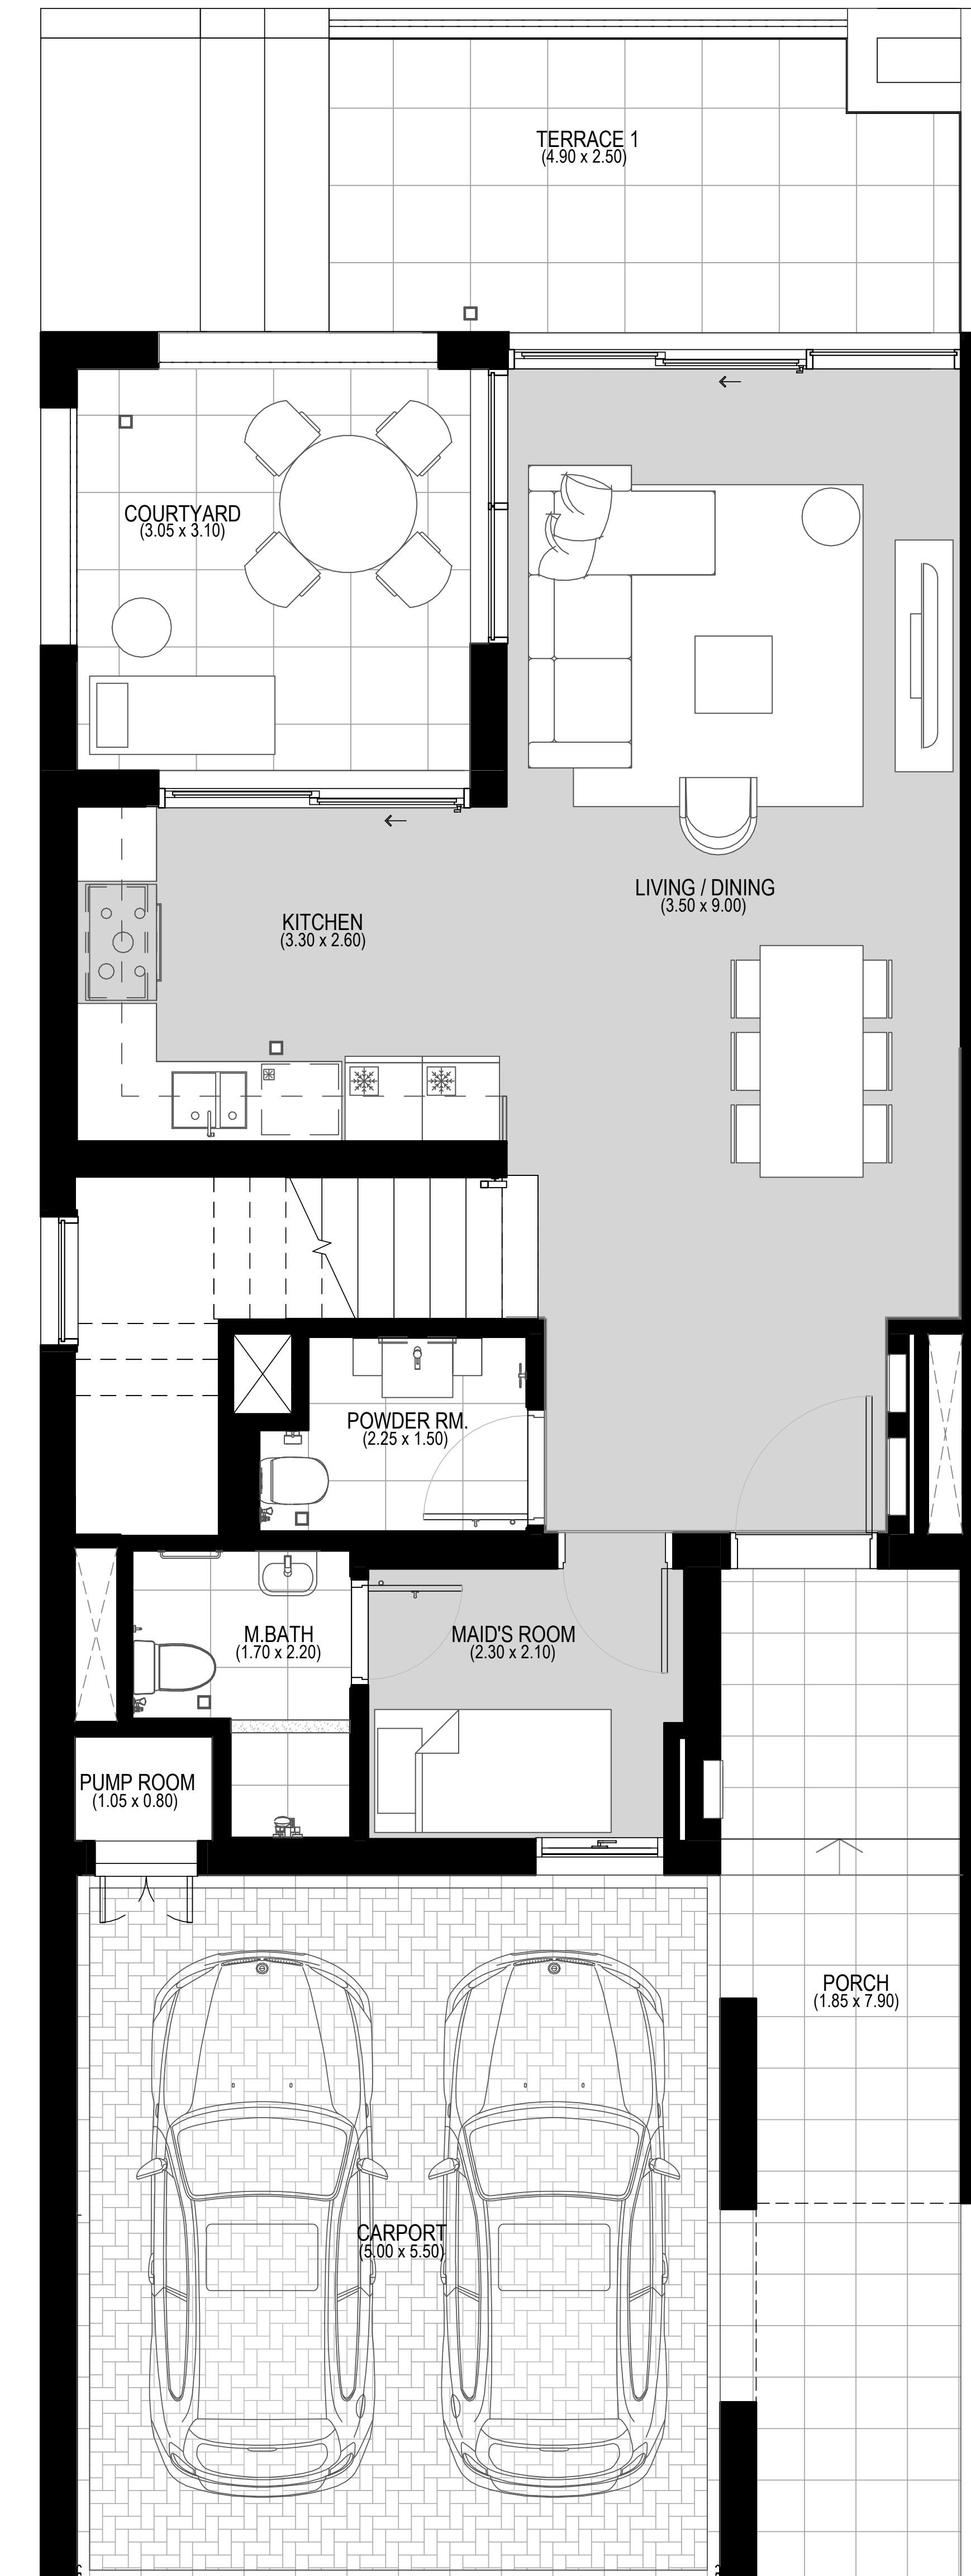 TERRACE 1
(4.90 x 2.50)
COURTYARD
(3.05 x 3.10)
LIVING / DINING
(3.50 x 9.00)
KITCHEN
(3.30 x 2.60)
POWDER RM.
(2.25 x 1.50)
M.BATH
(1.70 x 2.20)
MAID'S ROOM
(2.30 x 2.10)
PUMP ROOM
(1.05 x 0.80)
PORCH
(1.85 x 7.90)
CARPORT
(5.00 x 5.50)